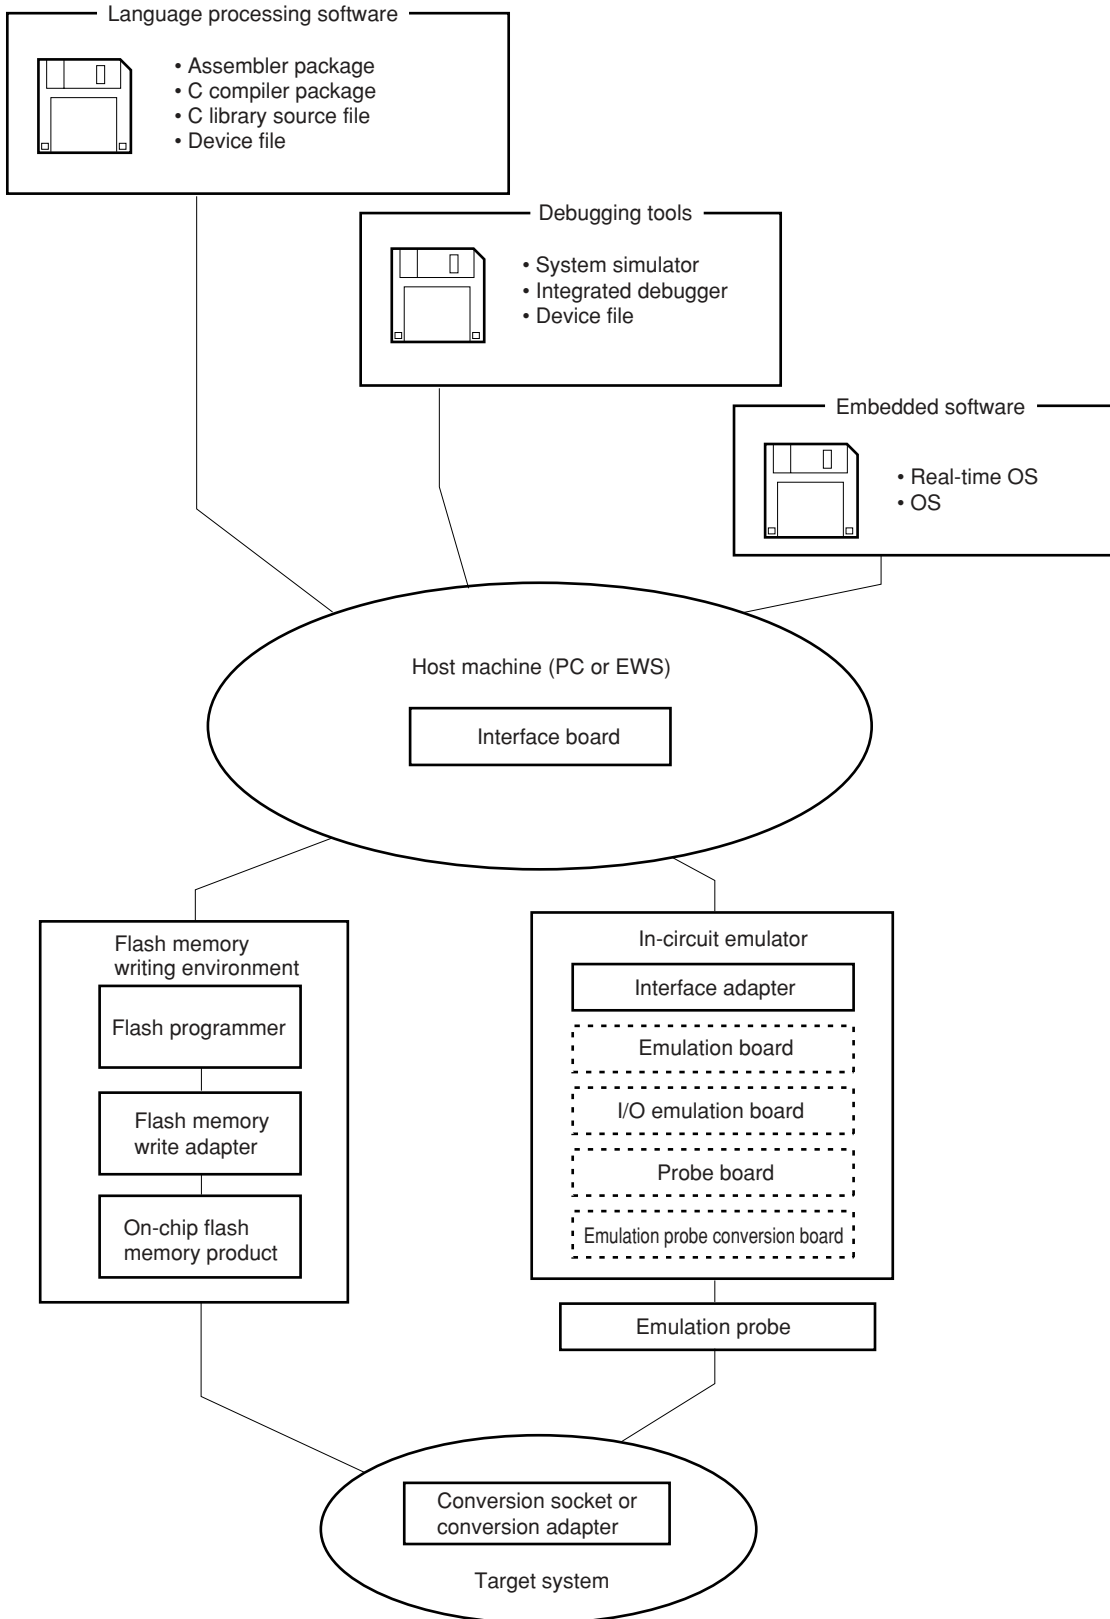 Language processing software
• Assembler package
• C compiler package
• C library source file
• Device file
Debugging tools
• System simulator
• Integrated debugger
• Device file
Embedded software
• Real-time OS
• OS
Host machine (PC or EWS)
Interface board
Flash memory
writing environment
Flash programmer
Flash memory
write adapter
On-chip flash
memory product
In-circuit emulator
Interface adapter
Emulation board
I/O emulation board
Probe board
Emulation probe conversion board
Emulation probe
Conversion socket or
conversion adapter
Target system